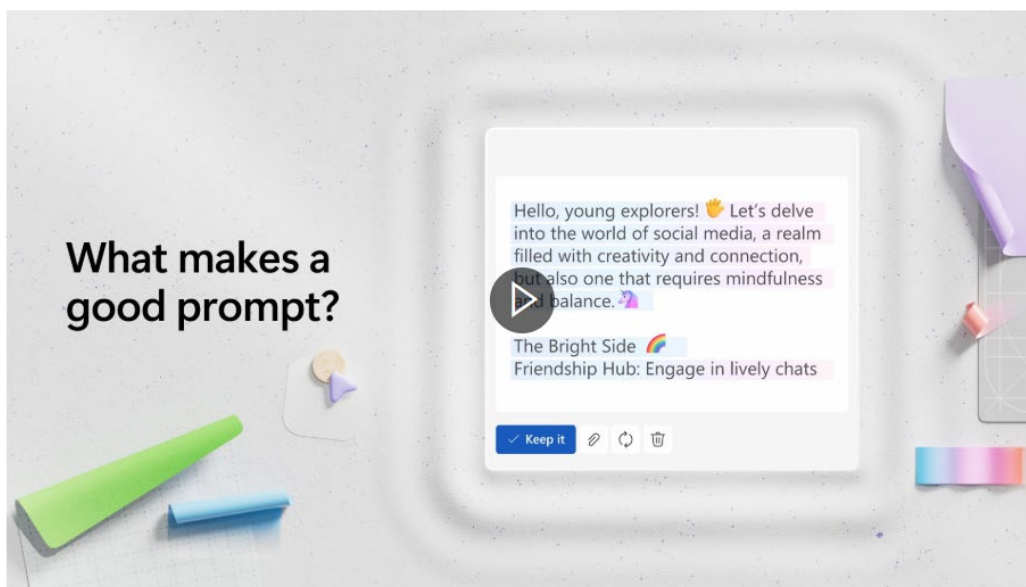 What makes a
good prompt?
Hello, young explorers! 🖐 Let's delve
into the world of social media, a realm
filled with creativity and connection,
but also one that requires mindfulness
and balance. 🦄
The Bright Side 🌈
Friendship Hub: Engage in lively chats
Keep it